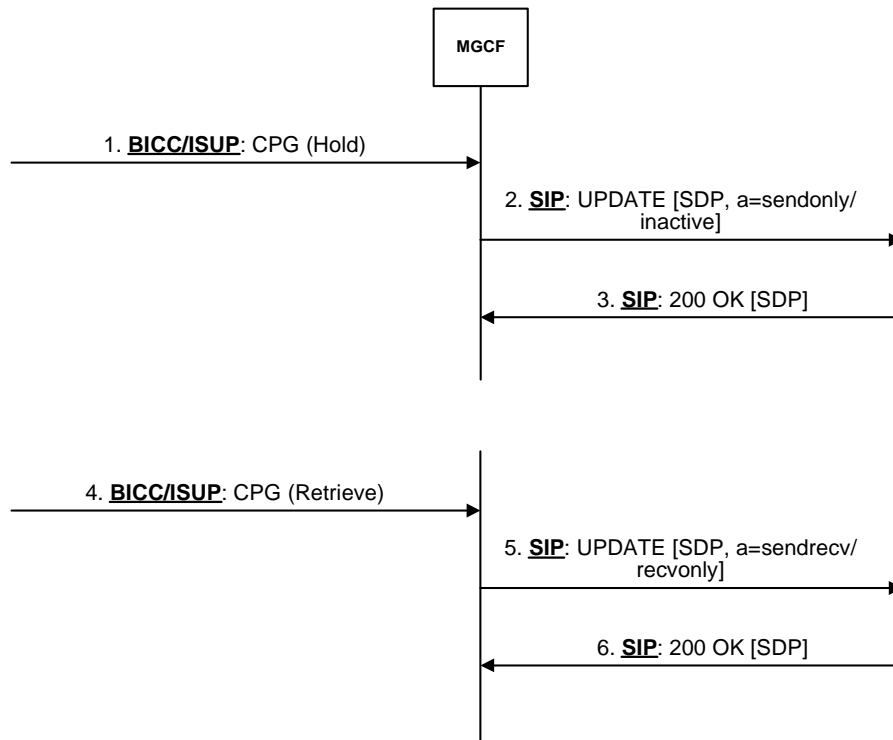 MGCF
1. BICC/ISUP: CPG (Hold)
2. SIP: UPDATE [SDP, a=sendonly/
inactive]
3. SIP: 200 OK [SDP]
4. BICC/ISUP: CPG (Retrieve)
5. SIP: UPDATE [SDP, a=sendrecv/
recvonly]
6. SIP: 200 OK [SDP]